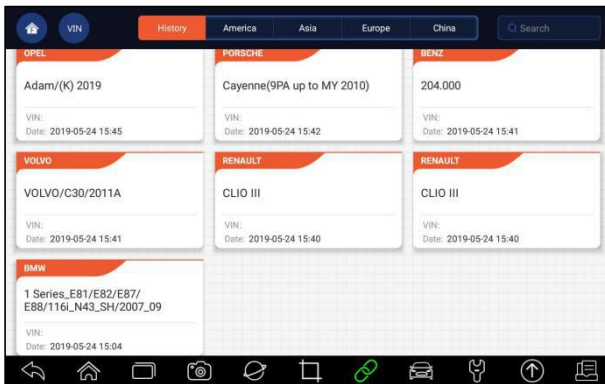 VIN
History
America
Asia
Europe
China
Search
OPEL
Adam/(K) 2019
VIN:
Date: 2019-05-24 15:45
PORSCHE
Cayenne(9PA up to MY 2010)
VIN:
Date: 2019-05-24 15:42
BENZ
204.000
VIN:
Date: 2019-05-24 15:41
VOLVO
VOLVO/C30/2011A
VIN:
Date: 2019-05-24 15:41
RENAULT
CLIO III
VIN:
Date: 2019-05-24 15:40
RENAULT
CLIO III
VIN:
Date: 2019-05-24 15:40
BMW
1 Series_E81/E82/E87/
E88/116i_N43_SH/2007_09
VIN:
Date: 2019-05-24 15:04